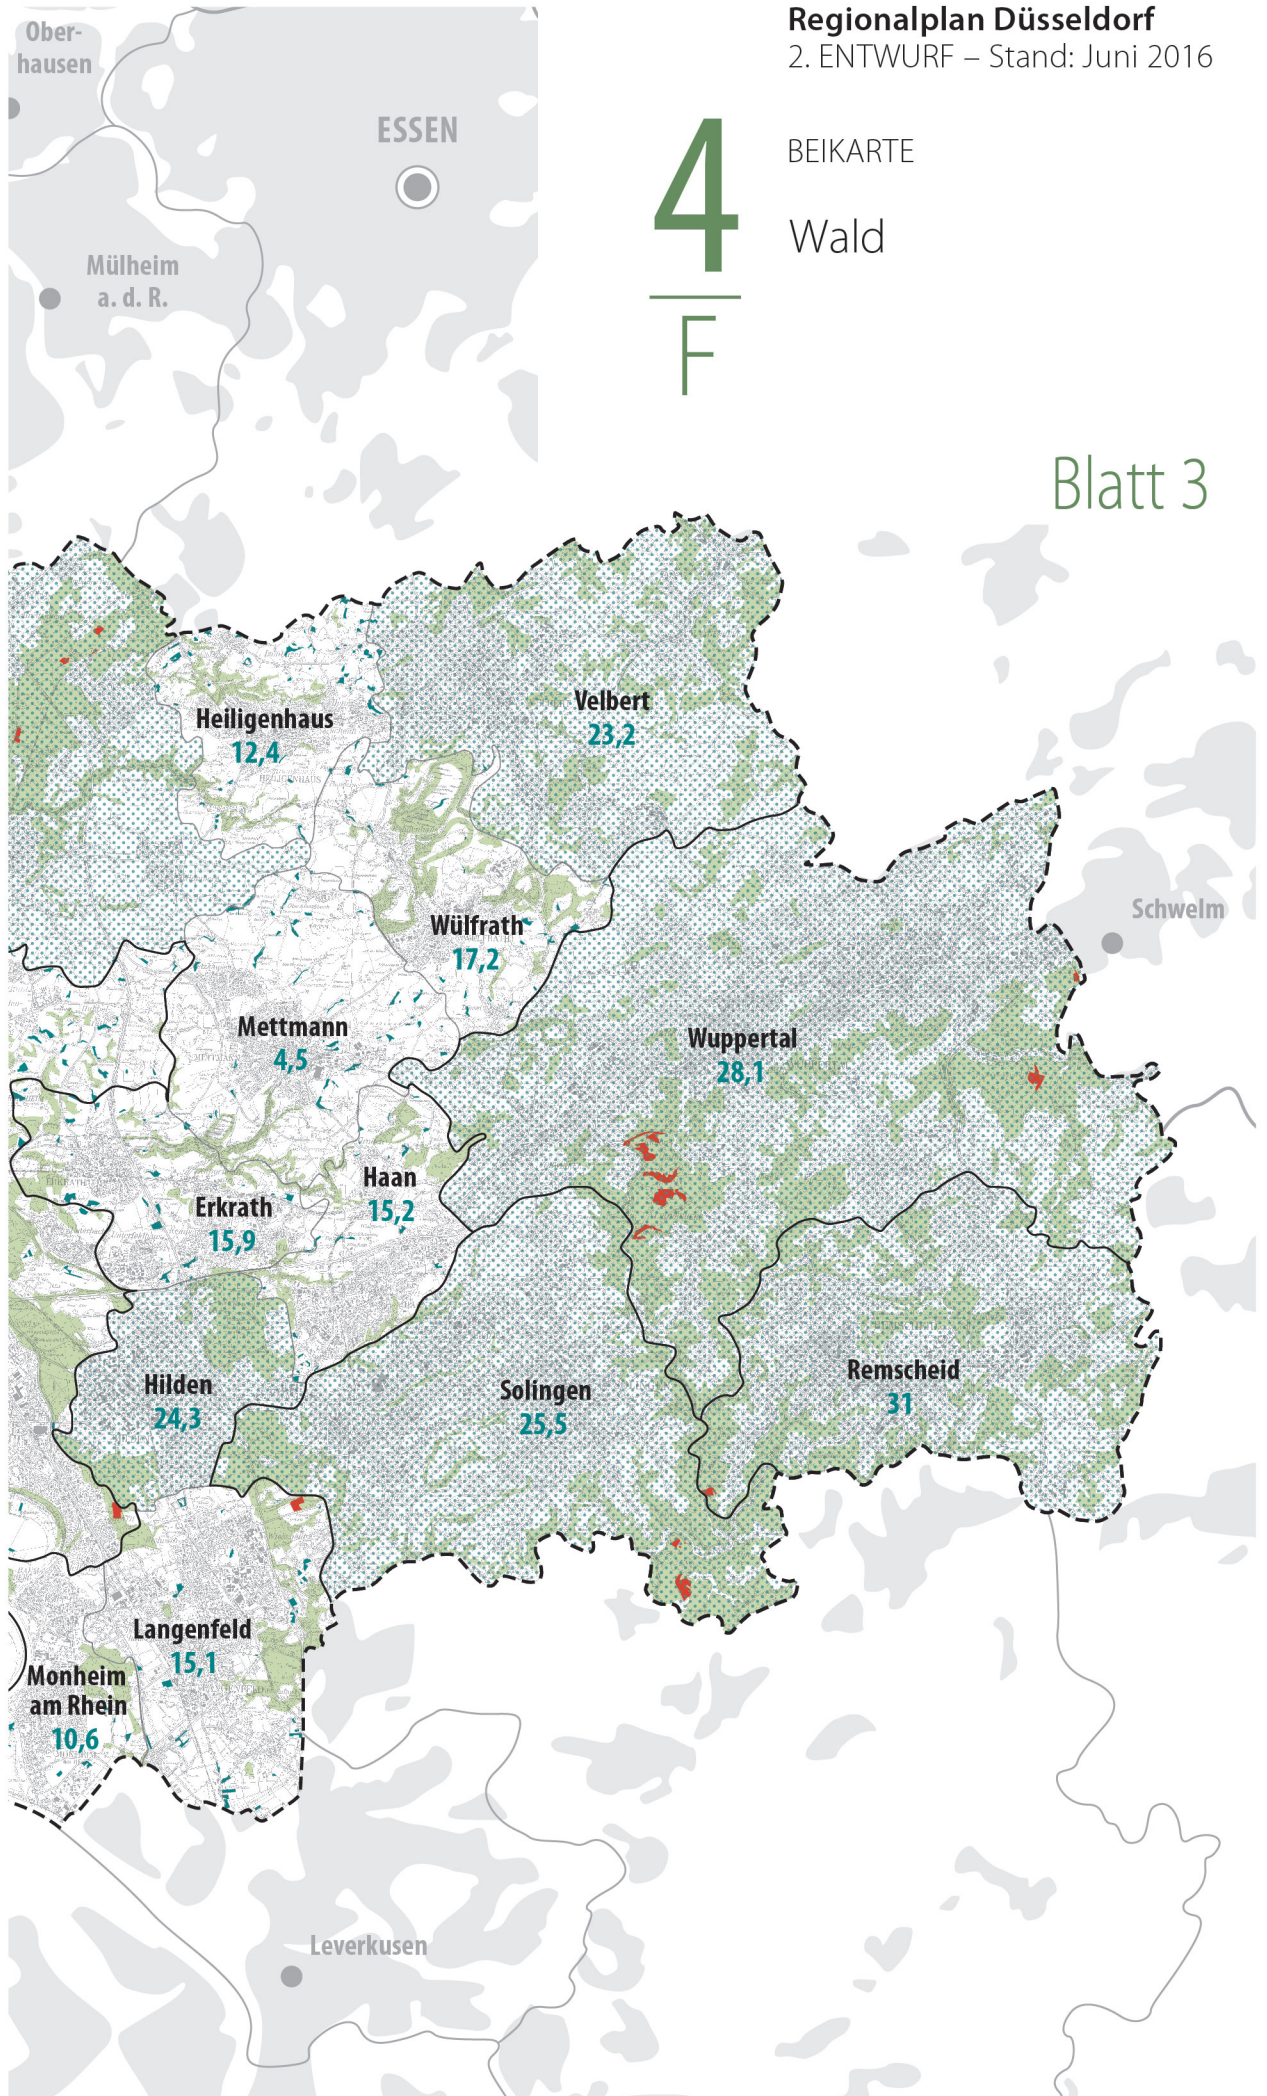 Regionalplan Düsseldorf
2. ENTWURF – Stand: Juni 2016
4
F
BEIKARTE
Wald
Blatt 3
Ober-
hausen
ESSEN
Mülheim
a. d. R.
Velbert
23,2
Heiligenhaus
12,4
HEILIGENHAUS
Schwelm
Wülfrath
17,2
Mettmann
4,5
Wuppertal
28,1
Haan
15,2
Erkrath
15,9
Hilden
24,3
Solingen
25,5
Remscheid
31
Langenfeld
15,1
Monheim
am Rhein
10,6
Leverkusen